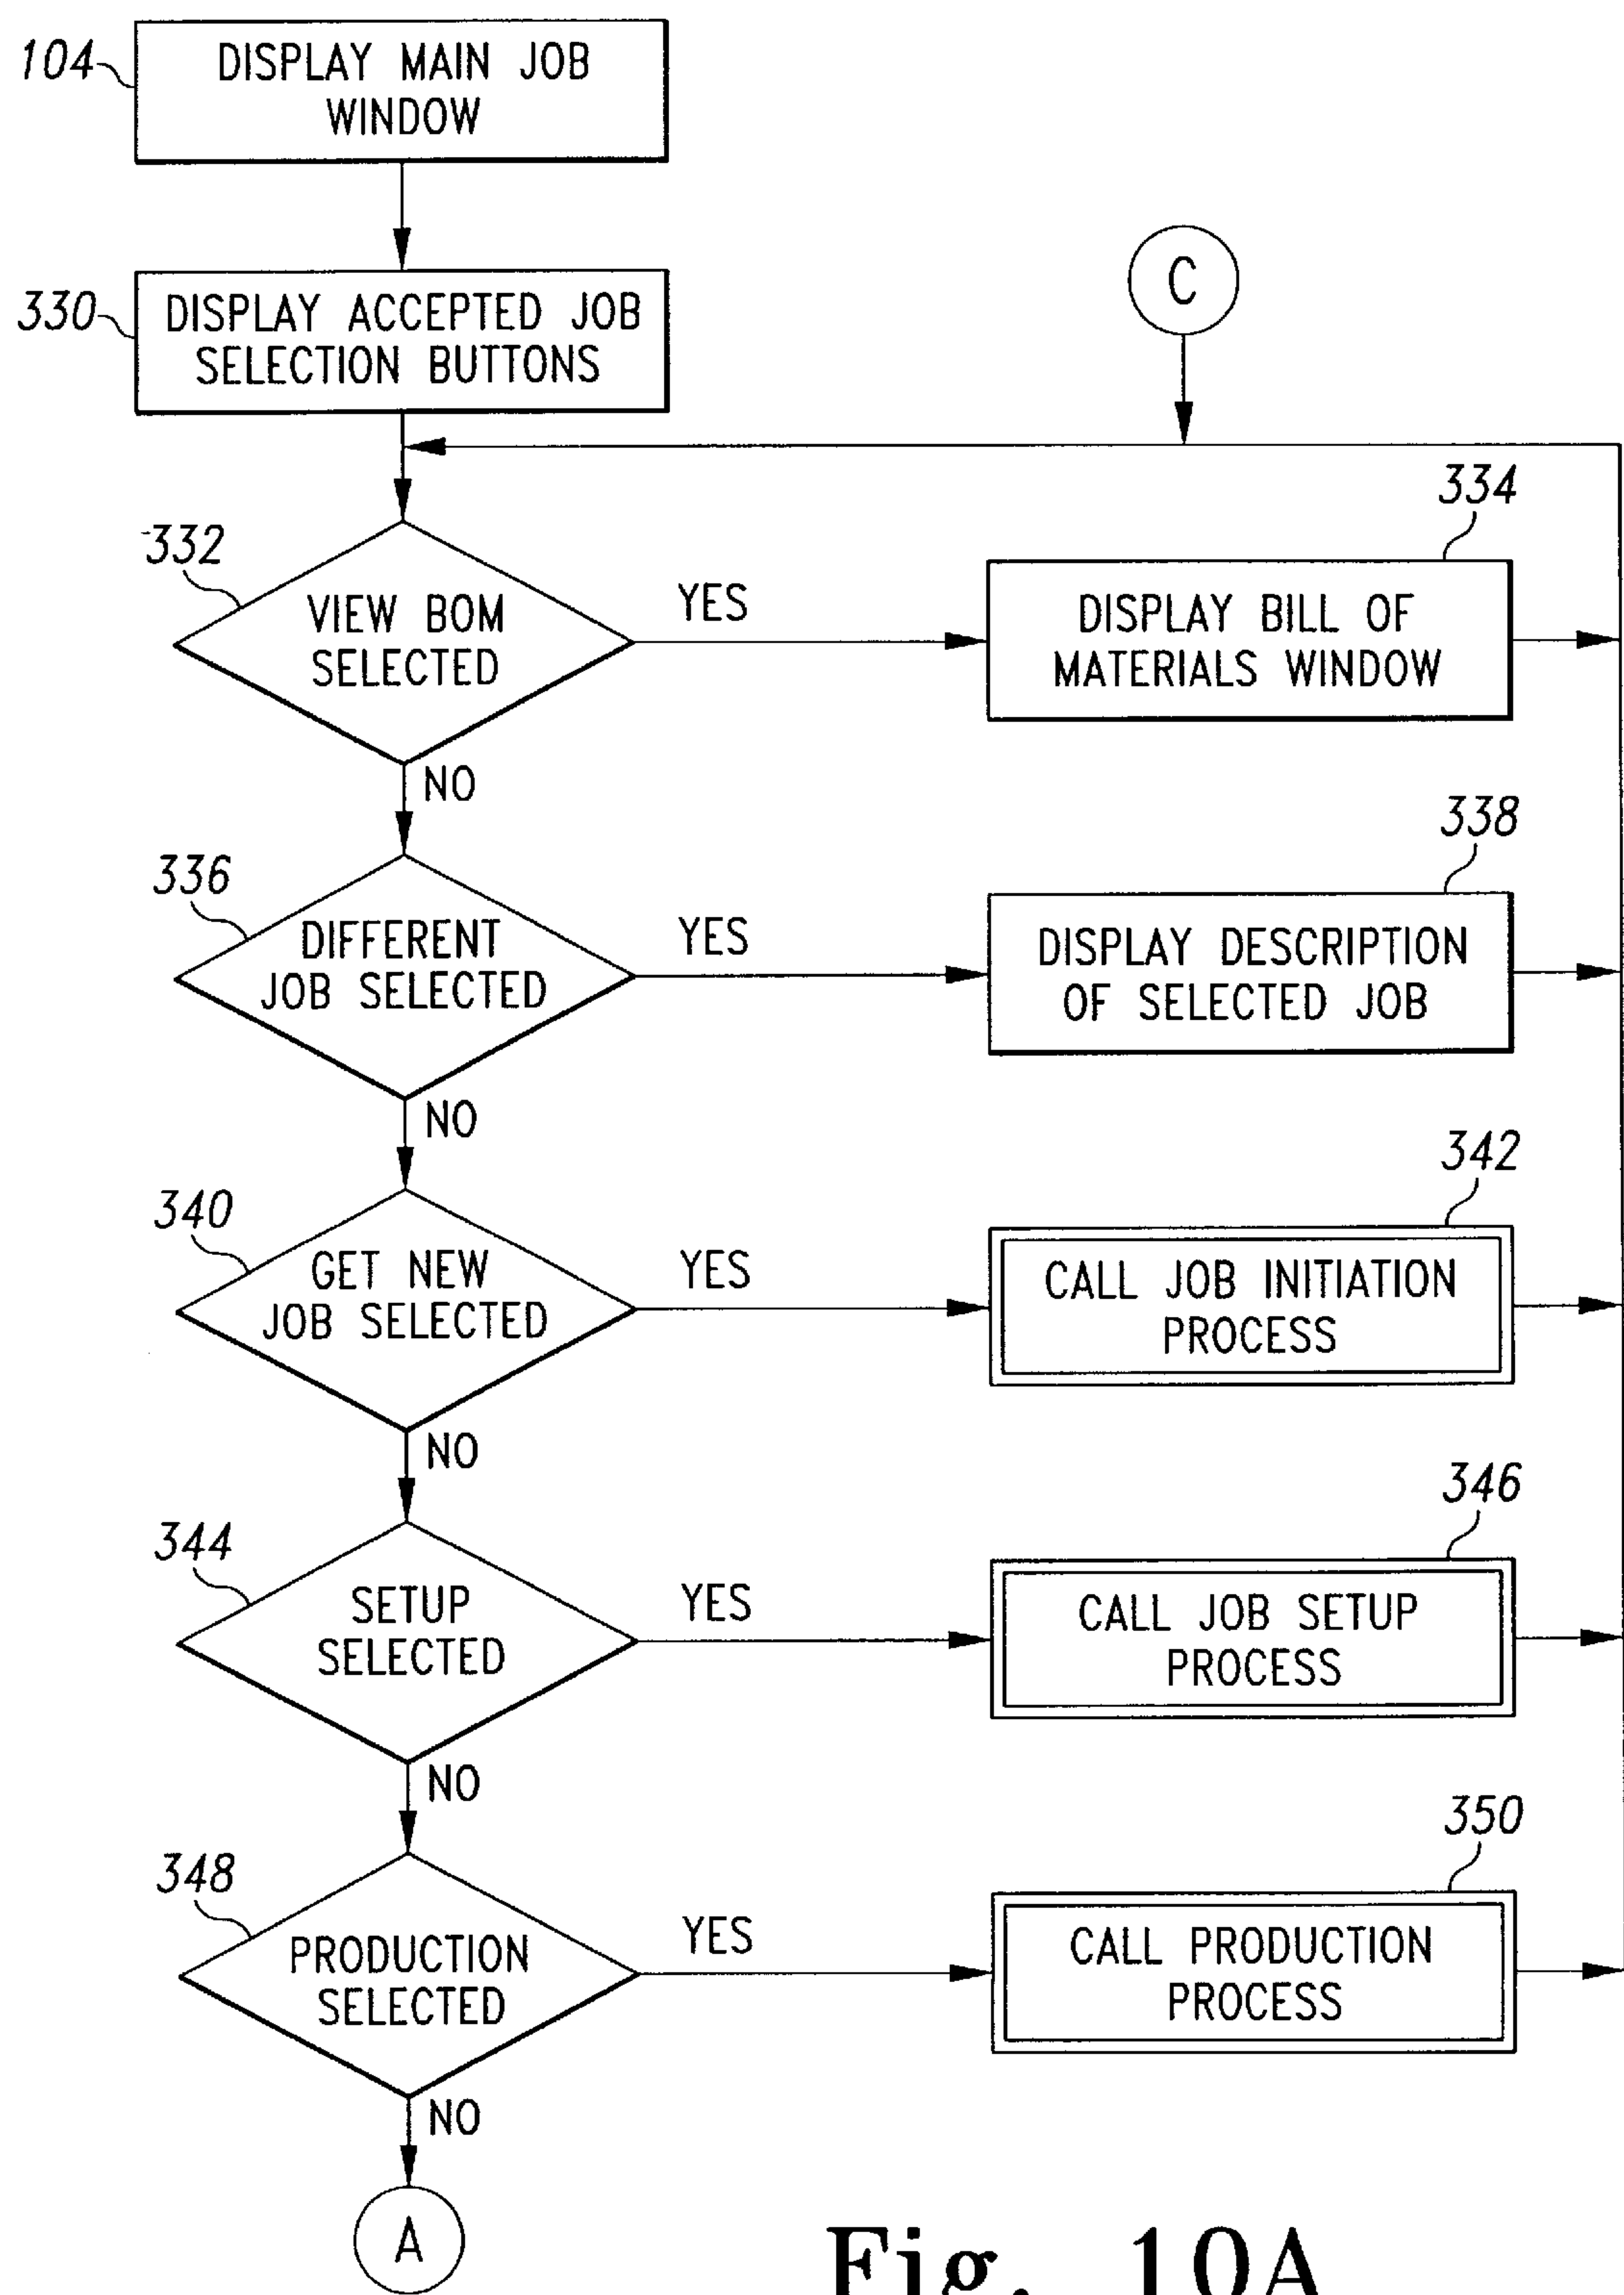 104
DISPLAY MAIN JOB
WINDOW
330
DISPLAY ACCEPTED JOB
SELECTION BUTTONS
C
332
VIEW BOM
SELECTED
YES
334
DISPLAY BILL OF
MATERIALS WINDOW
NO
336
DIFFERENT
JOB SELECTED
YES
338
DISPLAY DESCRIPTION
OF SELECTED JOB
NO
340
GET NEW
JOB SELECTED
YES
342
CALL JOB INITIATION
PROCESS
NO
344
SETUP
SELECTED
YES
346
CALL JOB SETUP
PROCESS
NO
348
PRODUCTION
SELECTED
YES
350
CALL PRODUCTION
PROCESS
NO
A
Fig. 10A